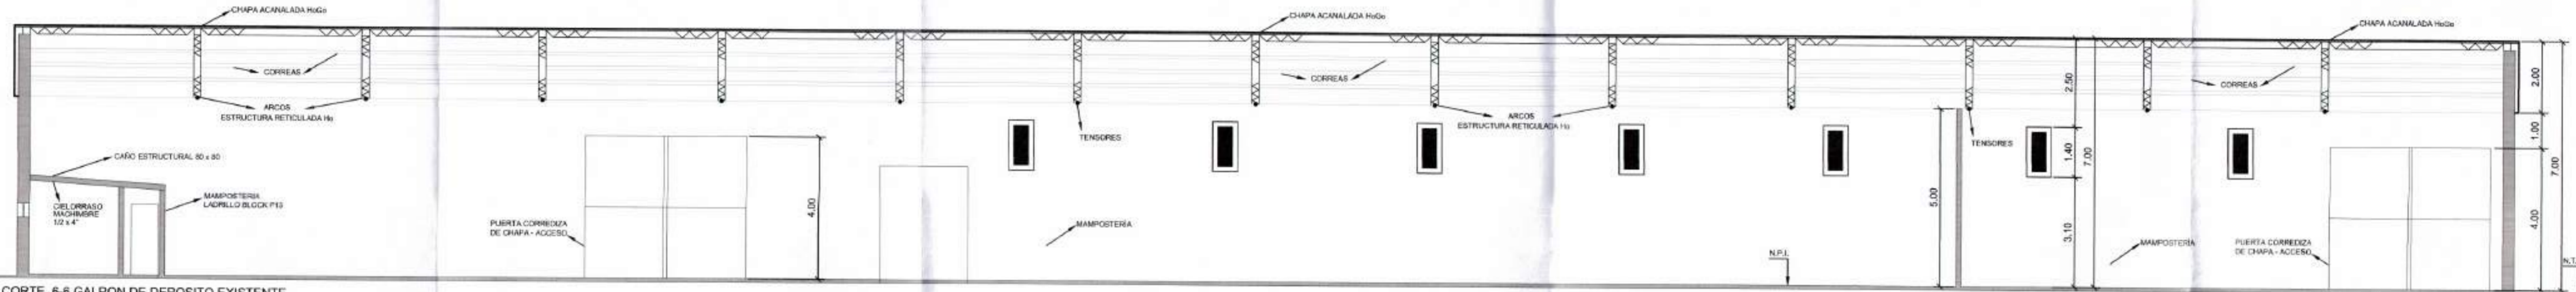 CHAPA ACANALADA HºGº
CHAPA ACANALADA HºGº
CHAPA ACANALADA HºGº
CORREAS
CORREAS
CORREAS
2.50
2.00
ARCOS
ESTRUCTURA RETICULADA Hº
ARCOS
ESTRUCTURA RETICULADA Hº
TENSORES
TENSORES
1.00
1.40
7.00
7.00
CAÑO ESTRUCTURAL 80 x 80
CIELORRASO
MACHIMBRE
1/2 x 4"
MAMPOSTERIA
LADRILLO BLOCK P13
4.00
5.00
3.10
4.00
PUERTA CORREDIZA
DE CHAPA - ACCESO
MAMPOSTERÍA
MAMPOSTERÍA
PUERTA CORREDIZA
DE CHAPA - ACCESO
N.P.I.
CORTE 6-6 GALPON DE DEPOSITO EXISTENTE